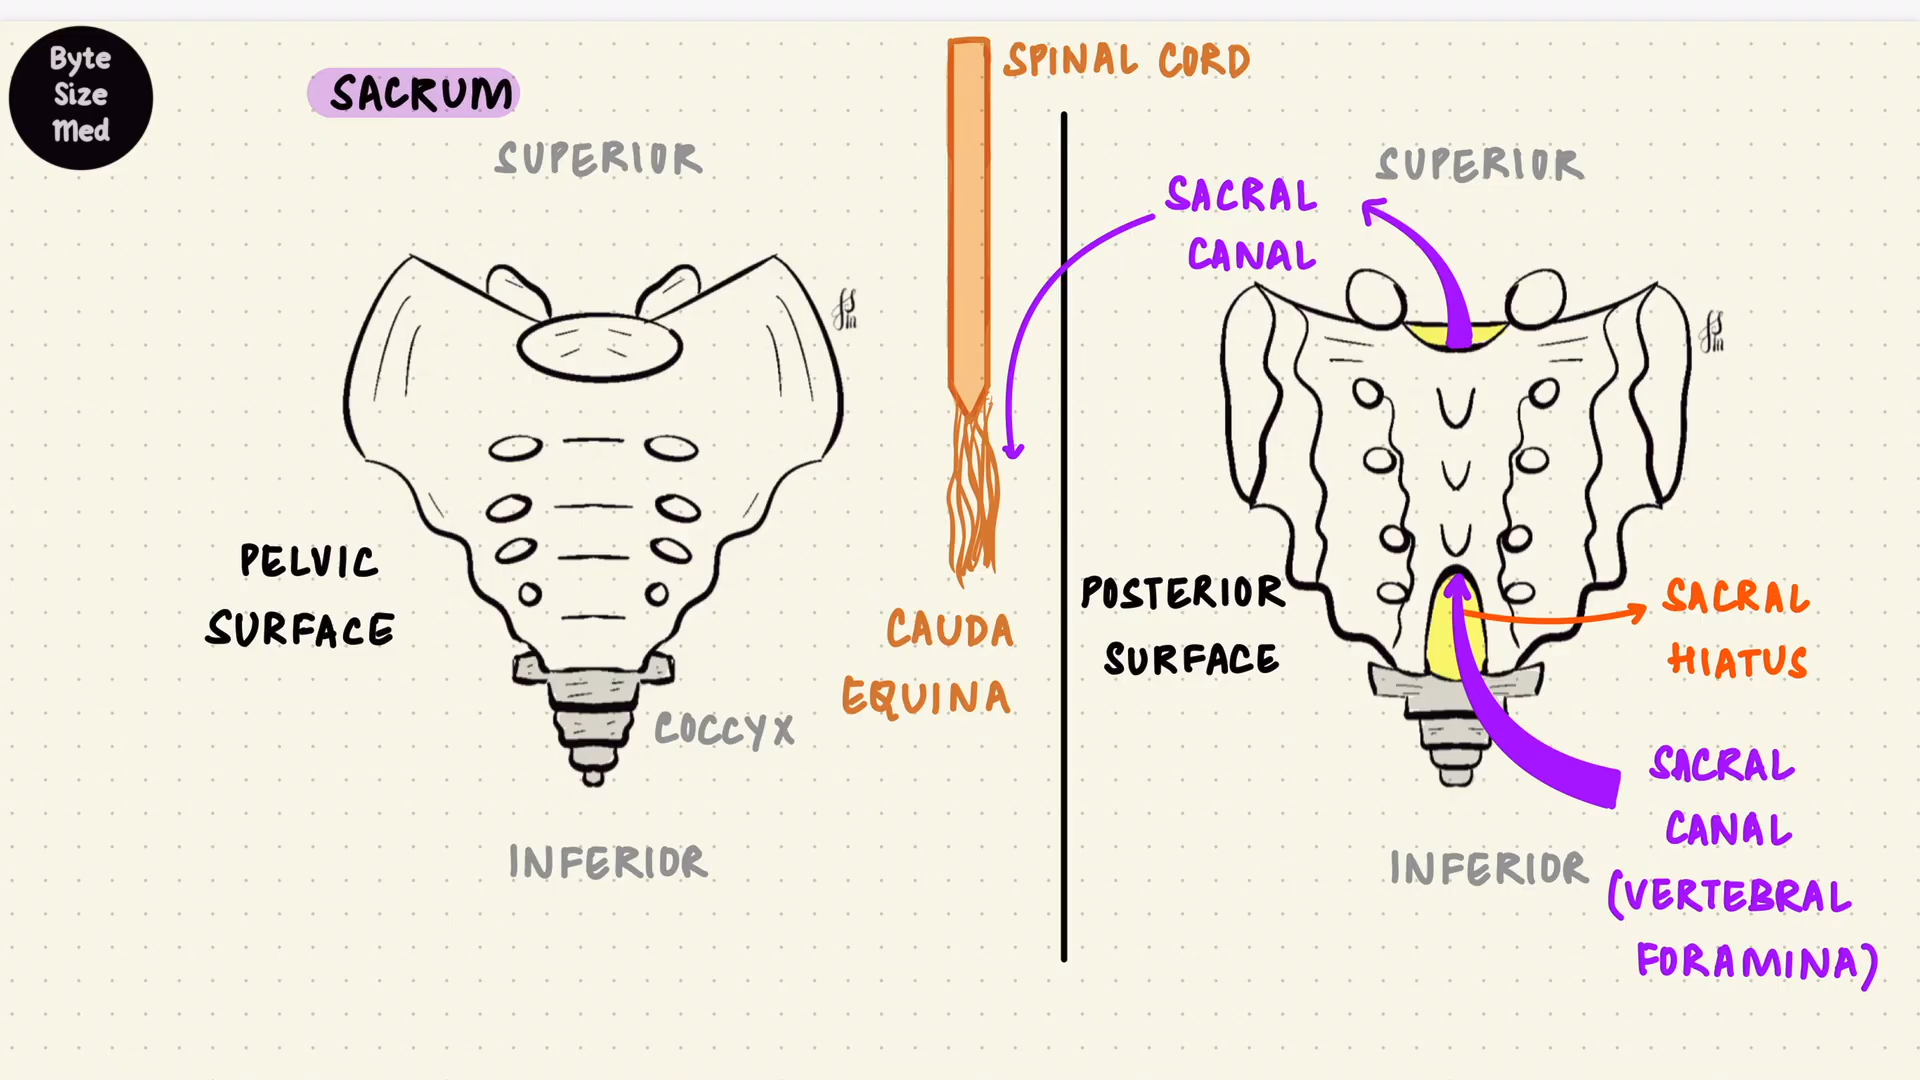 Byte
Size
Med
SACRUM
SUPERIOR
PELVIC
SURFACE
COCCYX
INFERIOR
SPINAL CORD
CAUDA
EQUINA
SUPERIOR
SACRAL
CANAL
POSTERIOR
SURFACE
SACRAL
HIATUS
INFERIOR
SACRAL
CANAL
(VERTEBRAL
FORAMINA)